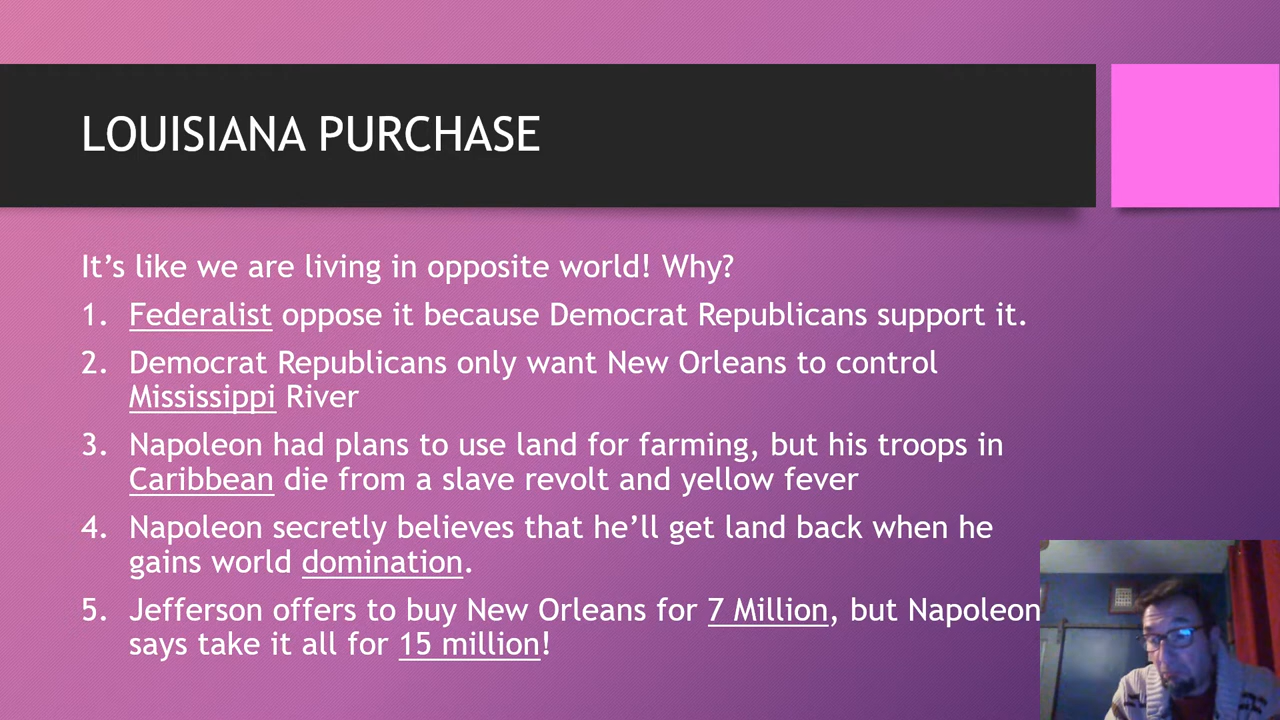 LOUISIANA PURCHASE
It's like we are living in opposite world! Why?
1. Federalist oppose it because Democrat Republicans support it.
2. Democrat Republicans only want New Orleans to control
Mississippi River
3. Napoleon had plans to use land for farming, but his troops in
Caribbean die from a slave revolt and yellow fever
4. Napoleon secretly believes that he'll get land back when he
gains world domination.
5. Jefferson offers to buy New Orleans for 7 Million, but Napoleon
says take it all for 15 million!